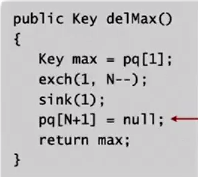 public Key delMax()
{
Key max = pq[1];
exch(1, N--);
sink(1);
pq[N+1] = null;
return max;
}